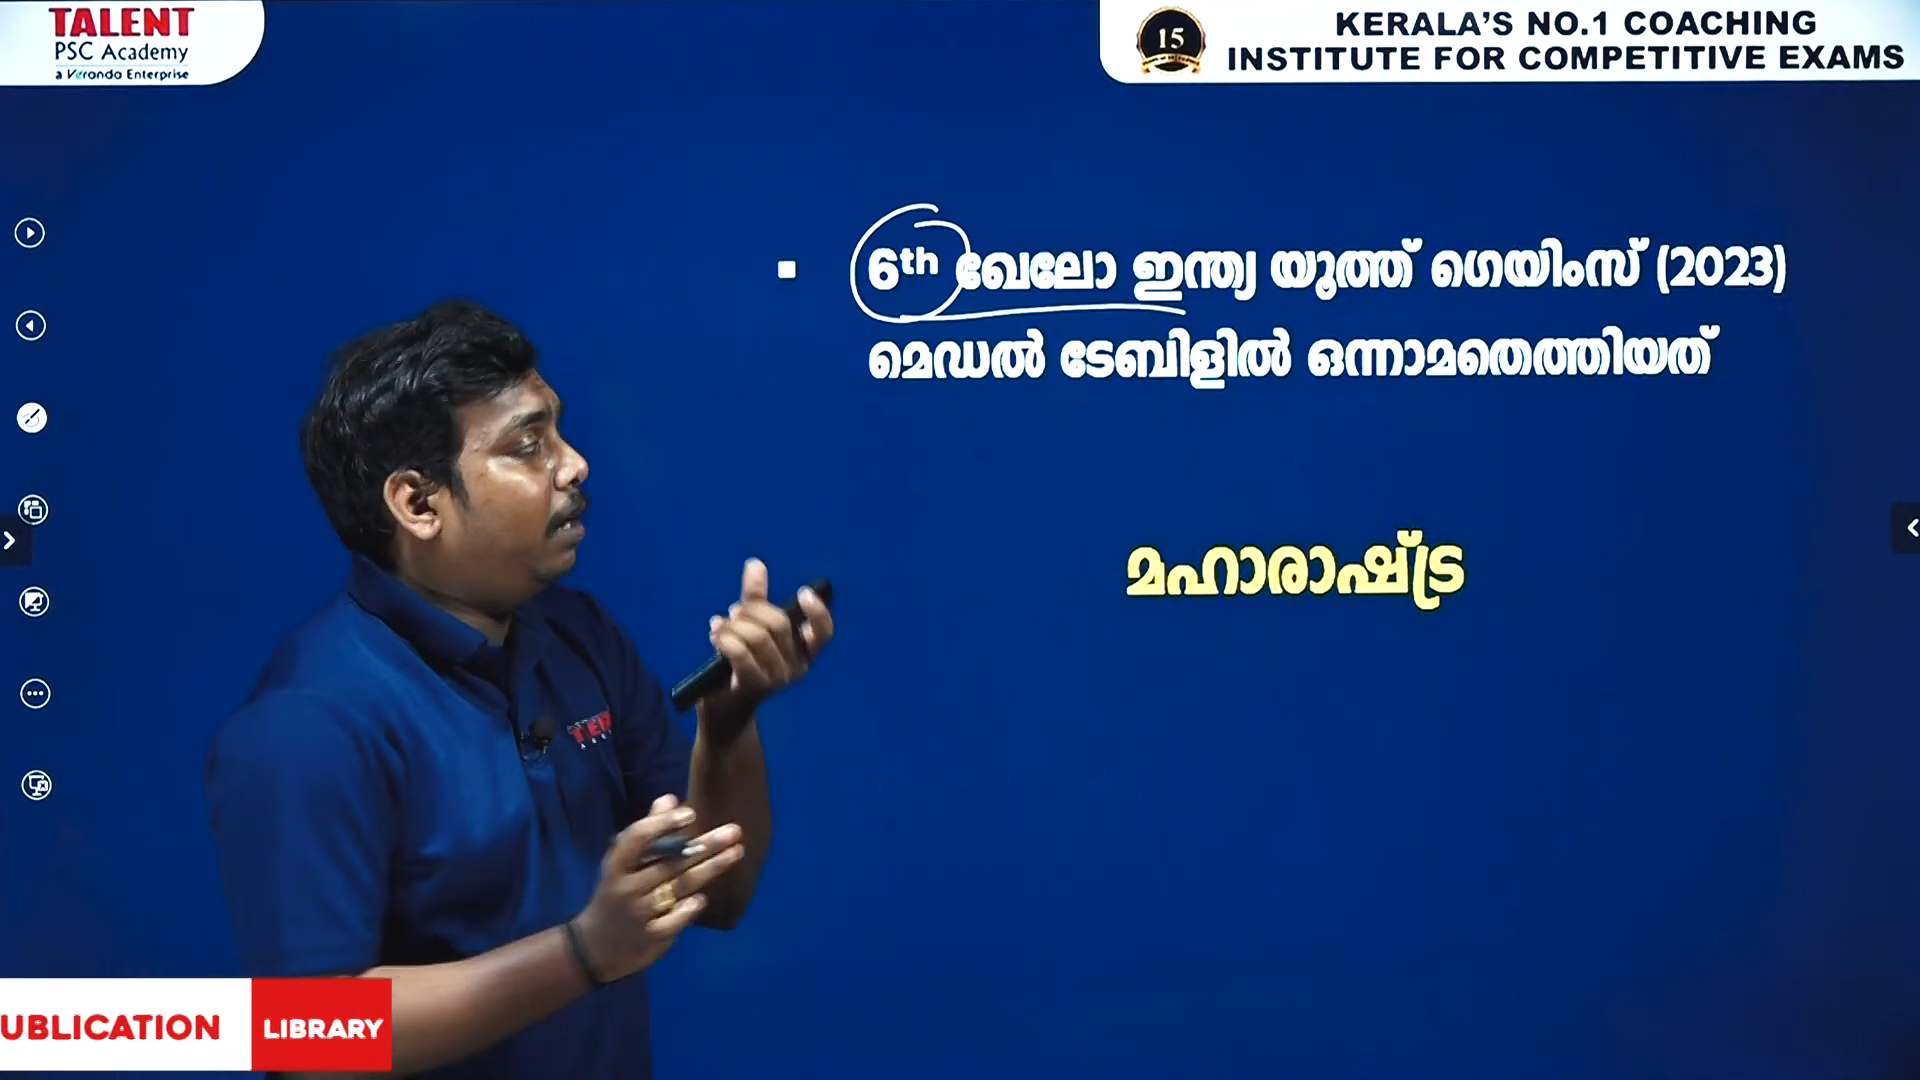 TALENT
PSC Academy
a Veranda Enterprise
15
KERALA'S NO.1 COACHING
INSTITUTE FOR COMPETITIVE EXAMS
6th ഖേലോ ഇന്ത്യ യൂത്ത് ഗെയിംസ് (2023)
മെഡൽ ടേബിളിൽ ഒന്നാമതെത്തിയത്
മഹാരാഷ്ട്ര
UBLICATION
LIBRARY